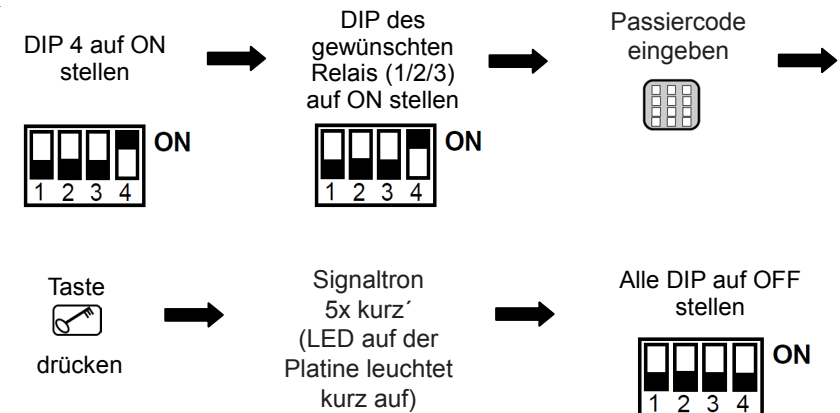 DIP 4 auf ON
stellen
ON
1 2 3 4
DIP des
gewünschten
Relais (1/2/3)
auf ON stellen
ON
1 2 3 4
Passiercode
eingeben
Taste
drücken
Signaltron
5x kurz´
(LED auf der
Platine leuchtet
kurz auf)
Alle DIP auf OFF
stellen
ON
1 2 3 4